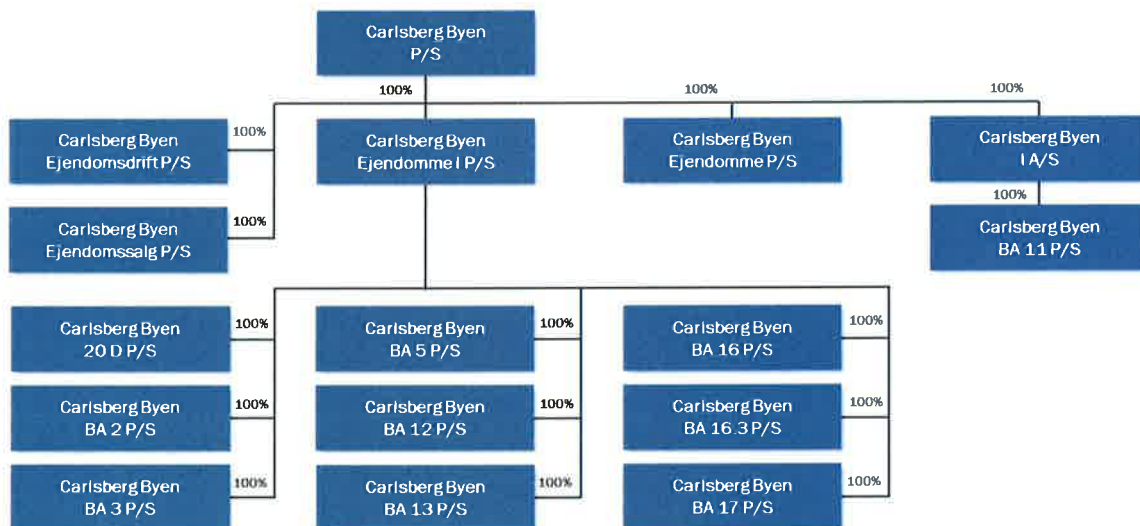 Carlsberg Byen
P/S
100%
100%
100%
Carlsberg Byen
Ejendomsdrift P/S
100%
Carlsberg Byen
Ejendomme I P/S
Carlsberg Byen
Ejendomme P/S
Carlsberg Byen
I A/S
100%
Carlsberg Byen
Ejendomssalg P/S
100%
Carlsberg Byen
BA 11 P/S
Carlsberg Byen
20 D P/S
100%
Carlsberg Byen
BA 5 P/S
100%
Carlsberg Byen
BA 16 P/S
100%
Carlsberg Byen
BA 2 P/S
100%
Carlsberg Byen
BA 12 P/S
100%
Carlsberg Byen
BA 16.3 P/S
100%
Carlsberg Byen
BA 3 P/S
100%
Carlsberg Byen
BA 13 P/S
100%
Carlsberg Byen
BA 17 P/S
100%